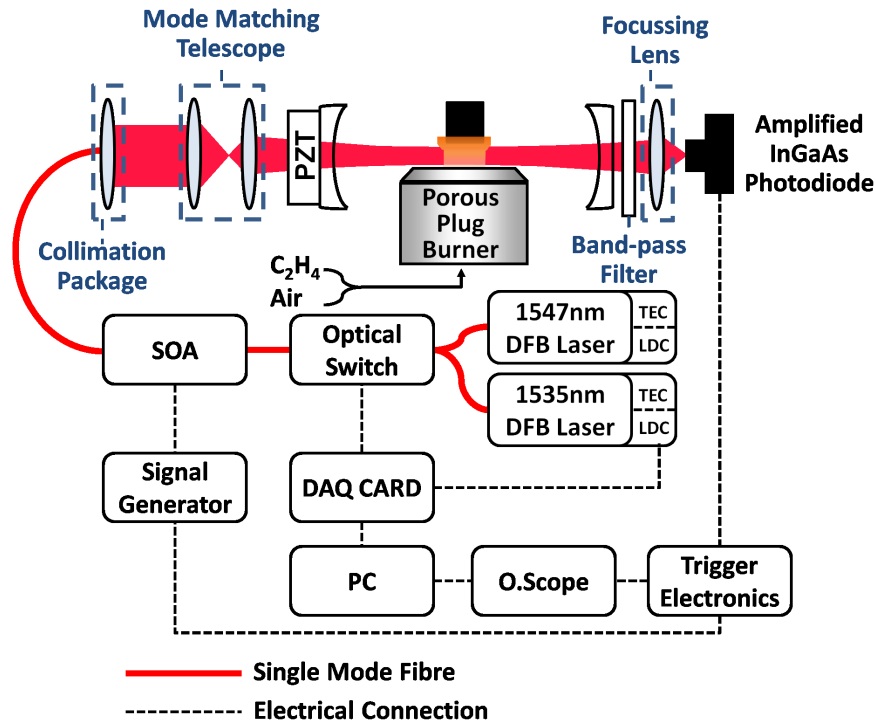 Mode Matching
Telescope
Focussing
Lens
PZT
Amplified
InGaAs
Photodiode
Porous
Plug
Burner
Collimation
Package
Band-pass
Filter
C₂H₄
Air
SOA
Optical
Switch
1547nm
DFB Laser
TEC
LDC
1535nm
DFB Laser
TEC
LDC
Signal
Generator
DAQ CARD
PC
O.Scope
Trigger
Electronics
Single Mode Fibre
Electrical Connection